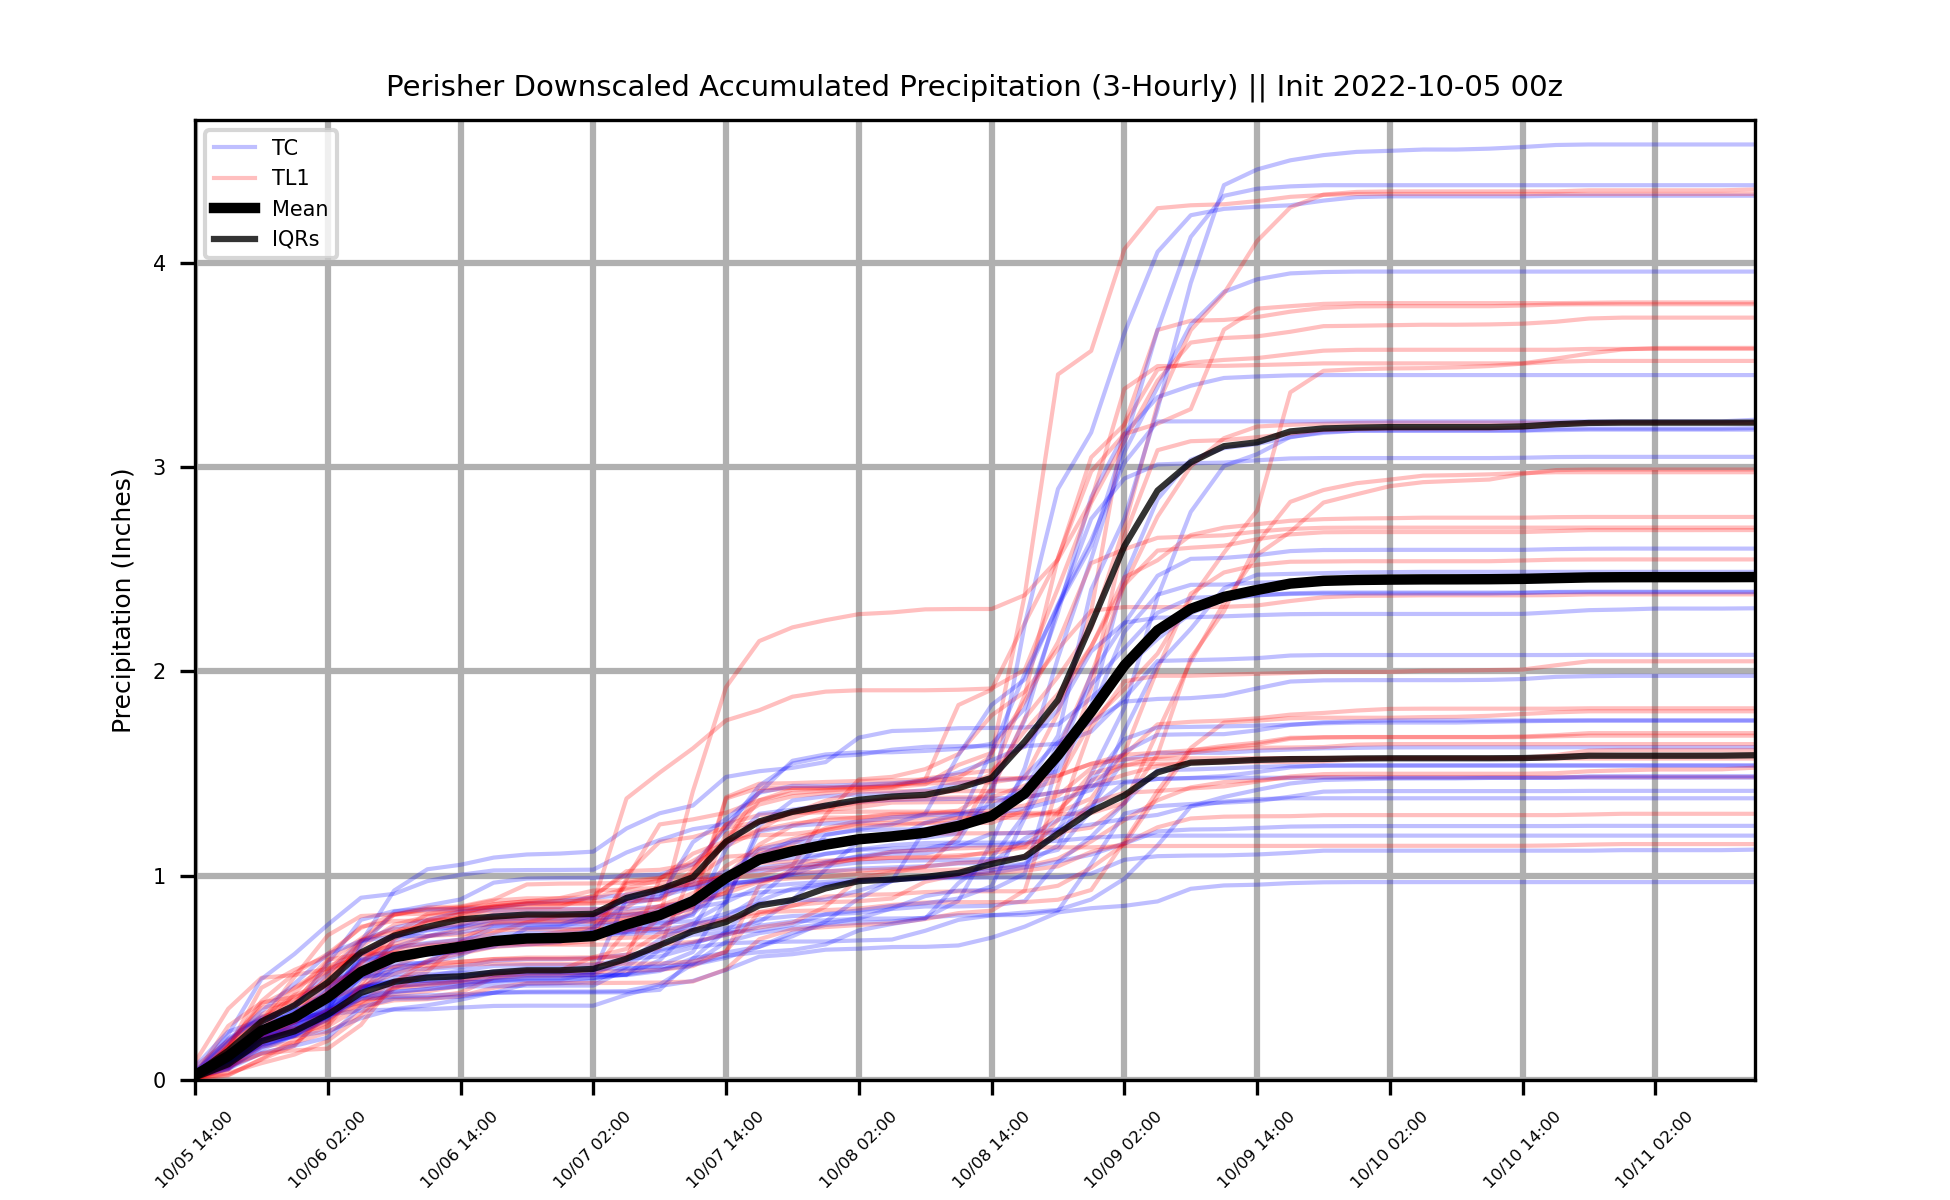 Perisher Downscaled Accumulated Precipitation (3-Hourly) || Init 2022-10-05 00z
TC
TL1
Mean
IQRs
Precipitation (Inches)
4
3
2
1
0
10/05 14:00
10/06 02:00
10/06 14:00
10/07 02:00
10/07 14:00
10/08 02:00
10/08 14:00
10/09 02:00
10/09 14:00
10/10 02:00
10/10 14:00
10/11 02:00